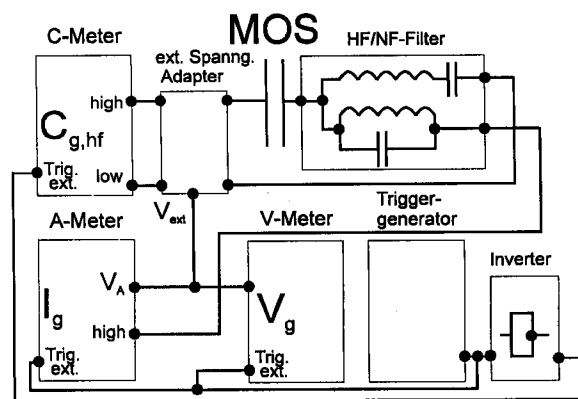 C-Meter
MOS
HF/NF-Filter
ext. Spanng.
Adapter
high
C g,hf
Trig.
ext.
low
V ext
A-Meter
V-Meter
Trigger-
generator
Inverter
V A
I g
V g
high
Trig.
ext.
Trig.
ext.